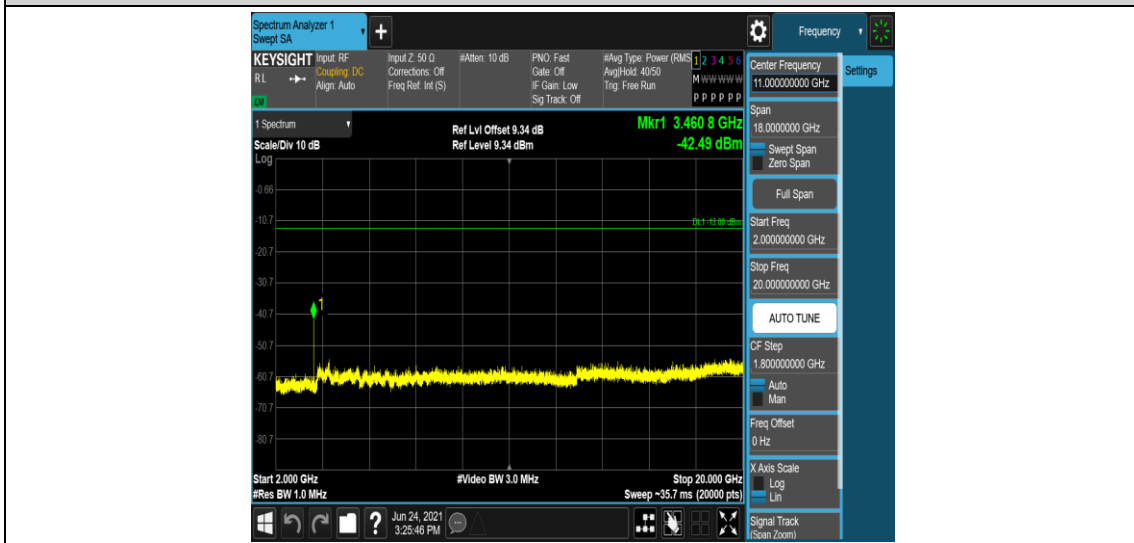 Spectrum Analyzer 1
Swept SA
+
Frequency
KEYSIGHT
RL
LXI
Input: RF
Coupling: DC
Align: Auto
Input Z: 50 Ω
Corrections: Off
Freq Ref: Int (S)
#Atten: 10 dB
PNO: Fast
Gate: Off
IF Gain: Low
Sig Track: Off
#Avg Type: Power (RMS
Avg|Hold: 40/50
Trig: Free Run
1 2 3 4 5 6
M W W W W W
P P P P P P
Center Frequency
11.000000000 GHz
Settings
Span
18.0000000 GHz
Swept Span
Zero Span
Full Span
Start Freq
2.000000000 GHz
Stop Freq
20.000000000 GHz
AUTO TUNE
CF Step
1.800000000 GHz
Auto
Man
Freq Offset
0 Hz
X Axis Scale
Log
Lin
Signal Track
(Span Zoom)
1 Spectrum
Scale/Div 10 dB
Ref Lvl Offset 9.34 dB
Ref Level 9.34 dBm
Mkr1 3.460 8 GHz
-42.49 dBm
Log
-0.66
-10.7
DL1 -13.00 dBm
-20.7
-30.7
1
-40.7
-50.7
-60.7
-70.7
-80.7
Start 2.000 GHz
#Video BW 3.0 MHz
Stop 20.000 GHz
#Res BW 1.0 MHz
Sweep ~35.7 ms (20000 pts)
?
Jun 24, 2021
3:25:46 PM